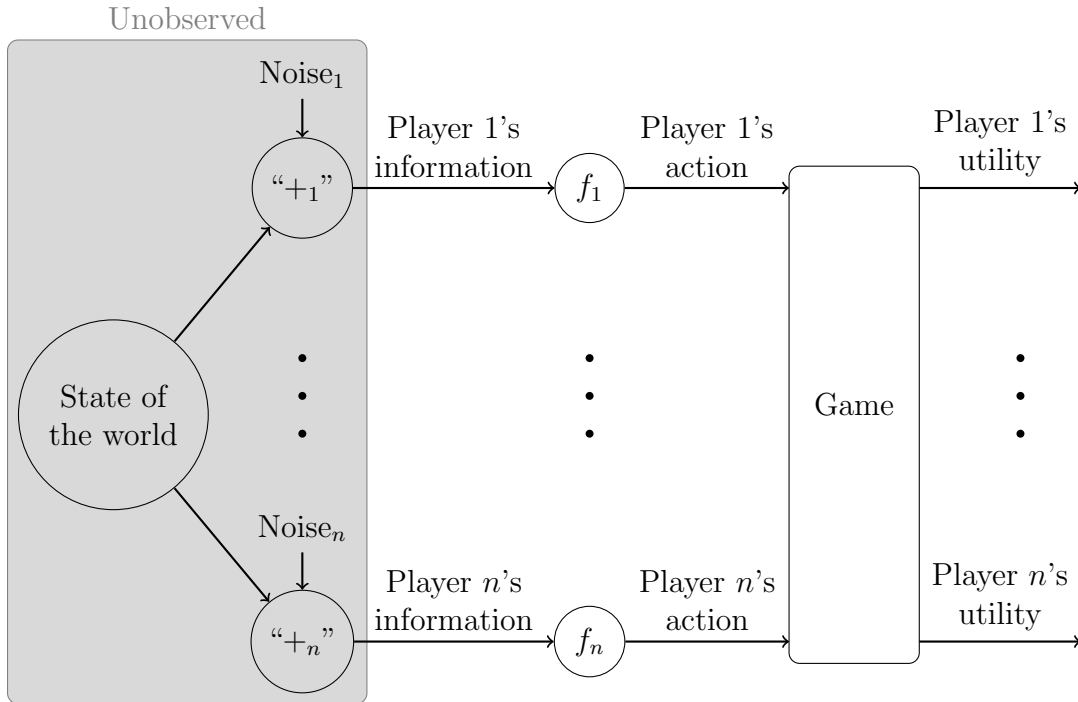 Unobserved
Noise₁
“+₁”
Player 1's
information
f₁
Player 1's
action
Player 1's
utility
State of
the world
Game
Noiseₙ
“+ₙ”
Player n's
information
fₙ
Player n's
action
Player n's
utility